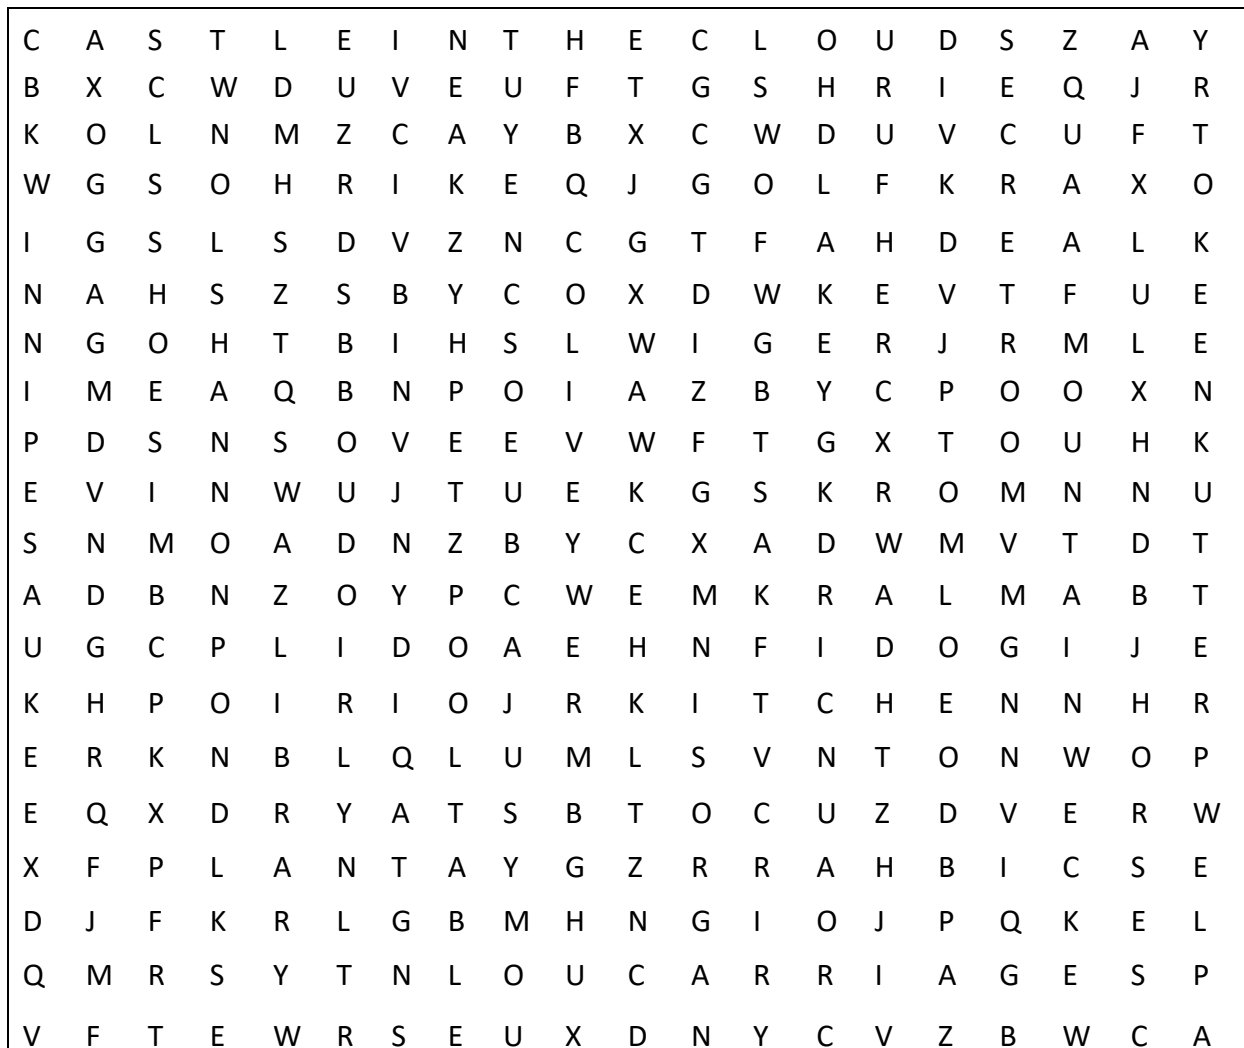 C A S T L E I N T H E C L O U D S Z A Y
B X C W D U V E U F T G S H R I E Q J R
K O L N M Z C A Y B X C W D U V C U F T
W G S O H R I K E Q J G O L F K R A X O
I G S L S D V Z N C G T F A H D E A L K
N A H S Z S B Y C O X D W K E V T F U E
N G O H T B I H S L W I G E R J R M L E
I M E A Q B N P O I A Z B Y C P O O X N
P D S N S O V E E V W F T G X T O U H K
E V I N W U J T U E K G S K R O M N N U
S N M O A D N Z B Y C X A D W M V T D T
A D B N Z O Y P C W E M K R A L M A B T
U G C P L I D O A E H N F I D O G I J E
K H P O I R I O J R K I T C H E N N H R
E R K N B L Q L U M L S V N T O N W O P
E Q X D R Y A T S B T O C U Z D V E R W
X F P L A N T A Y G Z R R A H B I C S E
D J F K R L G B M H N G I O J P Q K E L
Q M R S Y T N L O U C A R R I A G E S P
V F T E W R S E U X D N Y C V Z B W C A